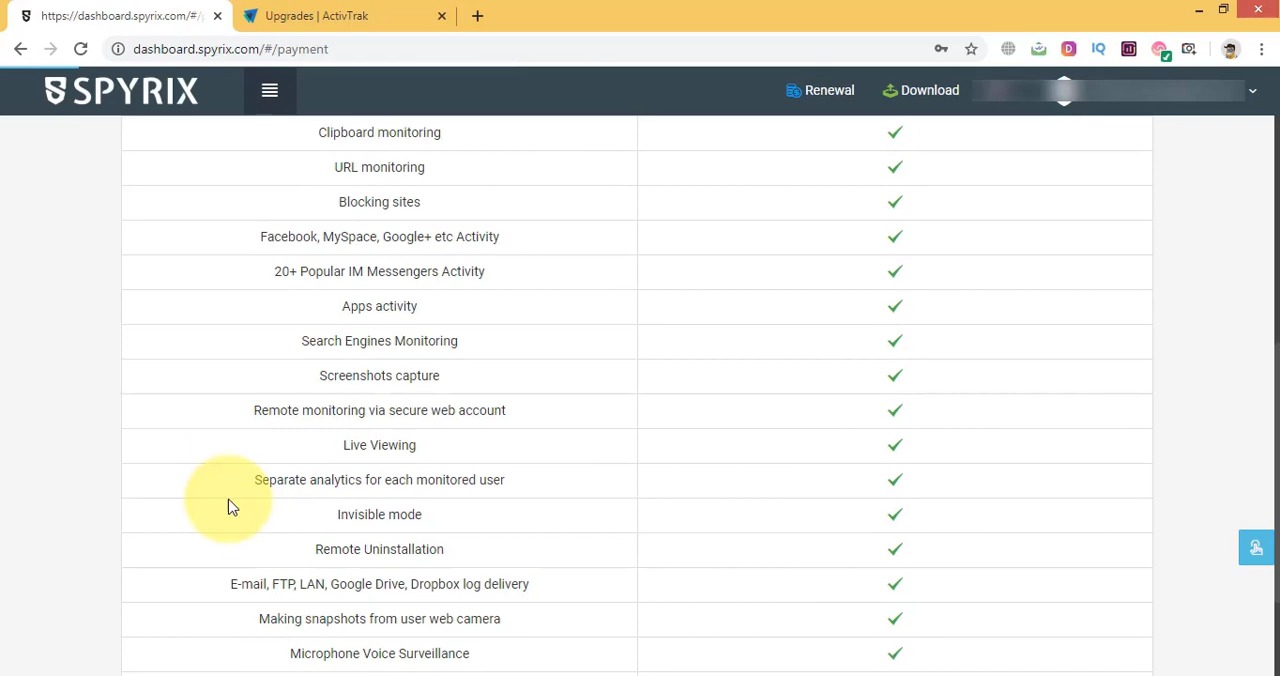 https://dashboard.spyrix.com/#/p
Upgrades | ActivTrak
dashboard.spyrix.com/#/payment
IQ
SPYRIX
Renewal
Download
Clipboard monitoring
URL monitoring
Blocking sites
Facebook, MySpace, Google+ etc Activity
20+ Popular IM Messengers Activity
Apps activity
Search Engines Monitoring
Screenshots capture
Remote monitoring via secure web account
Live Viewing
Separate analytics for each monitored user
Invisible mode
Remote Uninstallation
E-mail, FTP, LAN, Google Drive, Dropbox log delivery
Making snapshots from user web camera
Microphone Voice Surveillance